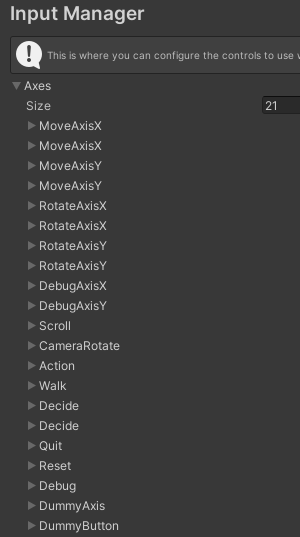 Input Manager
This is where you can configure the controls to use
Axes
Size 21
MoveAxisX
MoveAxisX
MoveAxisY
MoveAxisY
RotateAxisX
RotateAxisX
RotateAxisY
RotateAxisY
DebugAxisX
DebugAxisY
Scroll
CameraRotate
Action
Walk
Decide
Decide
Quit
Reset
Debug
DummyAxis
DummyButton